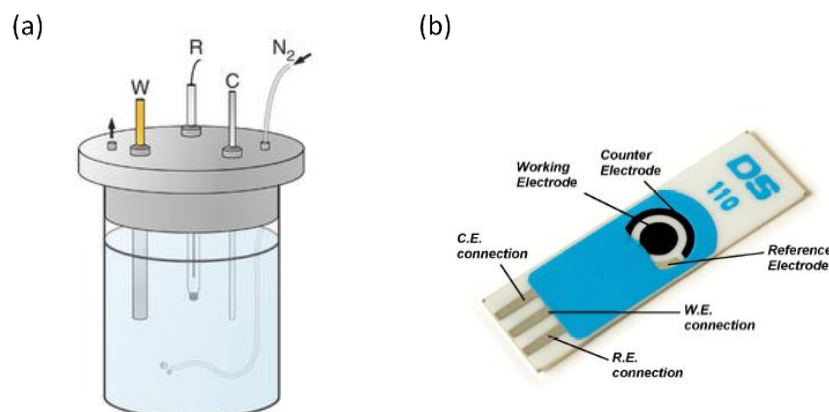 (a)
(b)
R
N2
W
C
Working
Electrode
Counter
Electrode
DS
110
C.E.
connection
Reference
Electrode
W.E.
connection
R.E.
connection